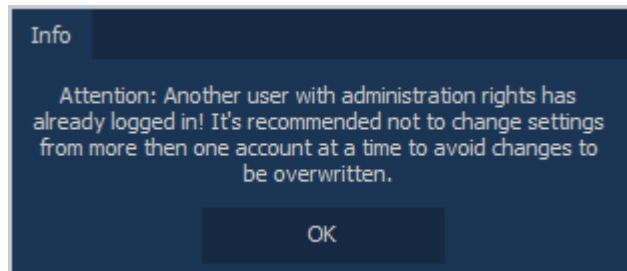 Info
Attention: Another user with administration rights has
already logged in! It's recommended not to change settings
from more then one account at a time to avoid changes to
be overwritten.
OK